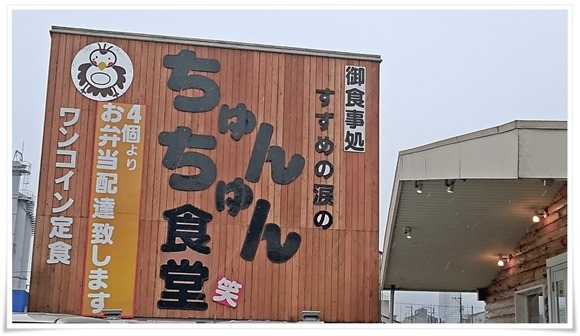 御食事処
すずめの涙の
ちゅん
ちゅん
食堂
笑
4個より
お弁当配達致します
ワンコイン定食